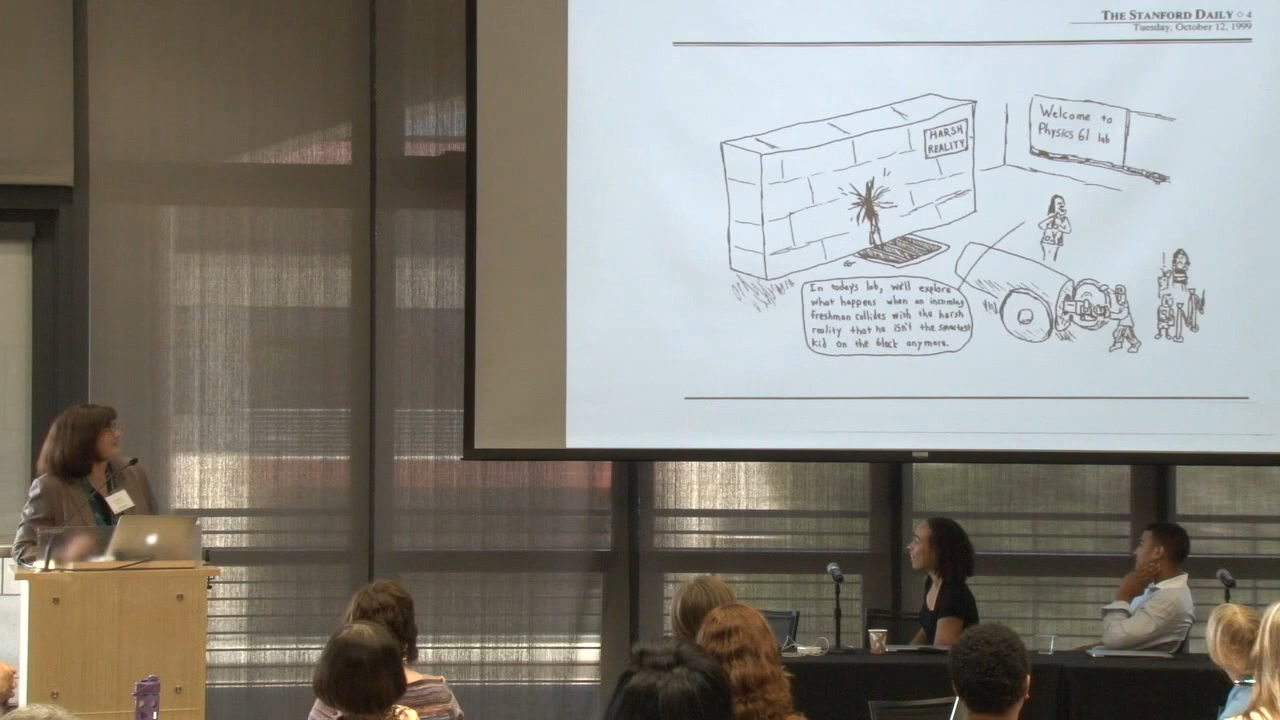 THE STANFORD DAILY ◇ 4
Tuesday, October 12, 1999
HARSH
REALITY
Welcome to
Physics 61 lab
In today's lab, we'll explore
what happens when an incoming
freshman collides with the harsh
reality that he isn't the smartest
kid on the block anymore.